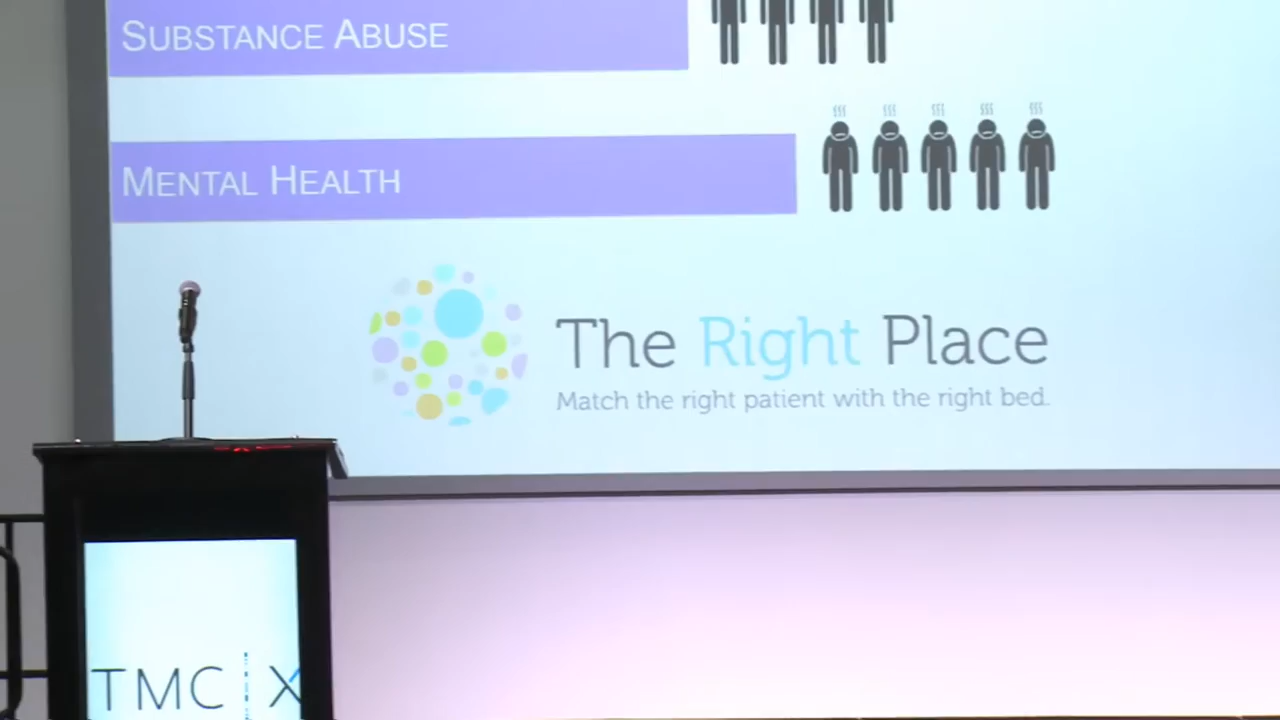 SUBSTANCE ABUSE
MENTAL HEALTH
The Right Place
Match the right patient with the right bed.
TMC X